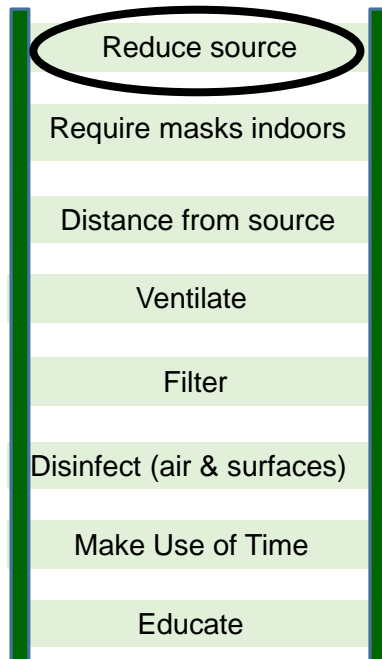 Reduce source
Require masks indoors
Distance from source
Ventilate
Filter
Disinfect (air & surfaces)
Make Use of Time
Educate